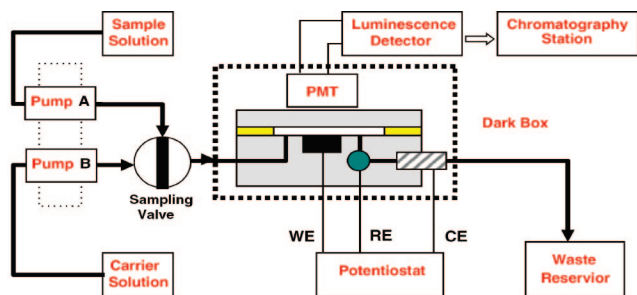 Sample
Solution
Luminescence
Detector
Chromatography
Station
Pump A
PMT
Dark Box
Pump B
Sampling
Valve
WE
RE
CE
Carrier
Solution
Potentiostat
Waste
Reservior